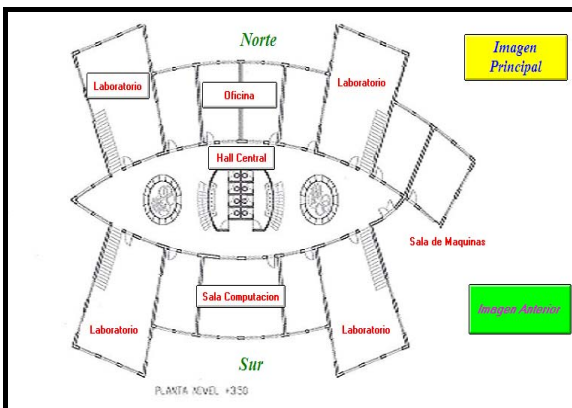 Norte
Imagen
Principal
Laboratorio
Laboratorio
Oficina
Hall Central
Sala de Maquinas
Sala Computacion
Imagen Anterior
Laboratorio
Laboratorio
Sur
PLANTA NIVEL +350